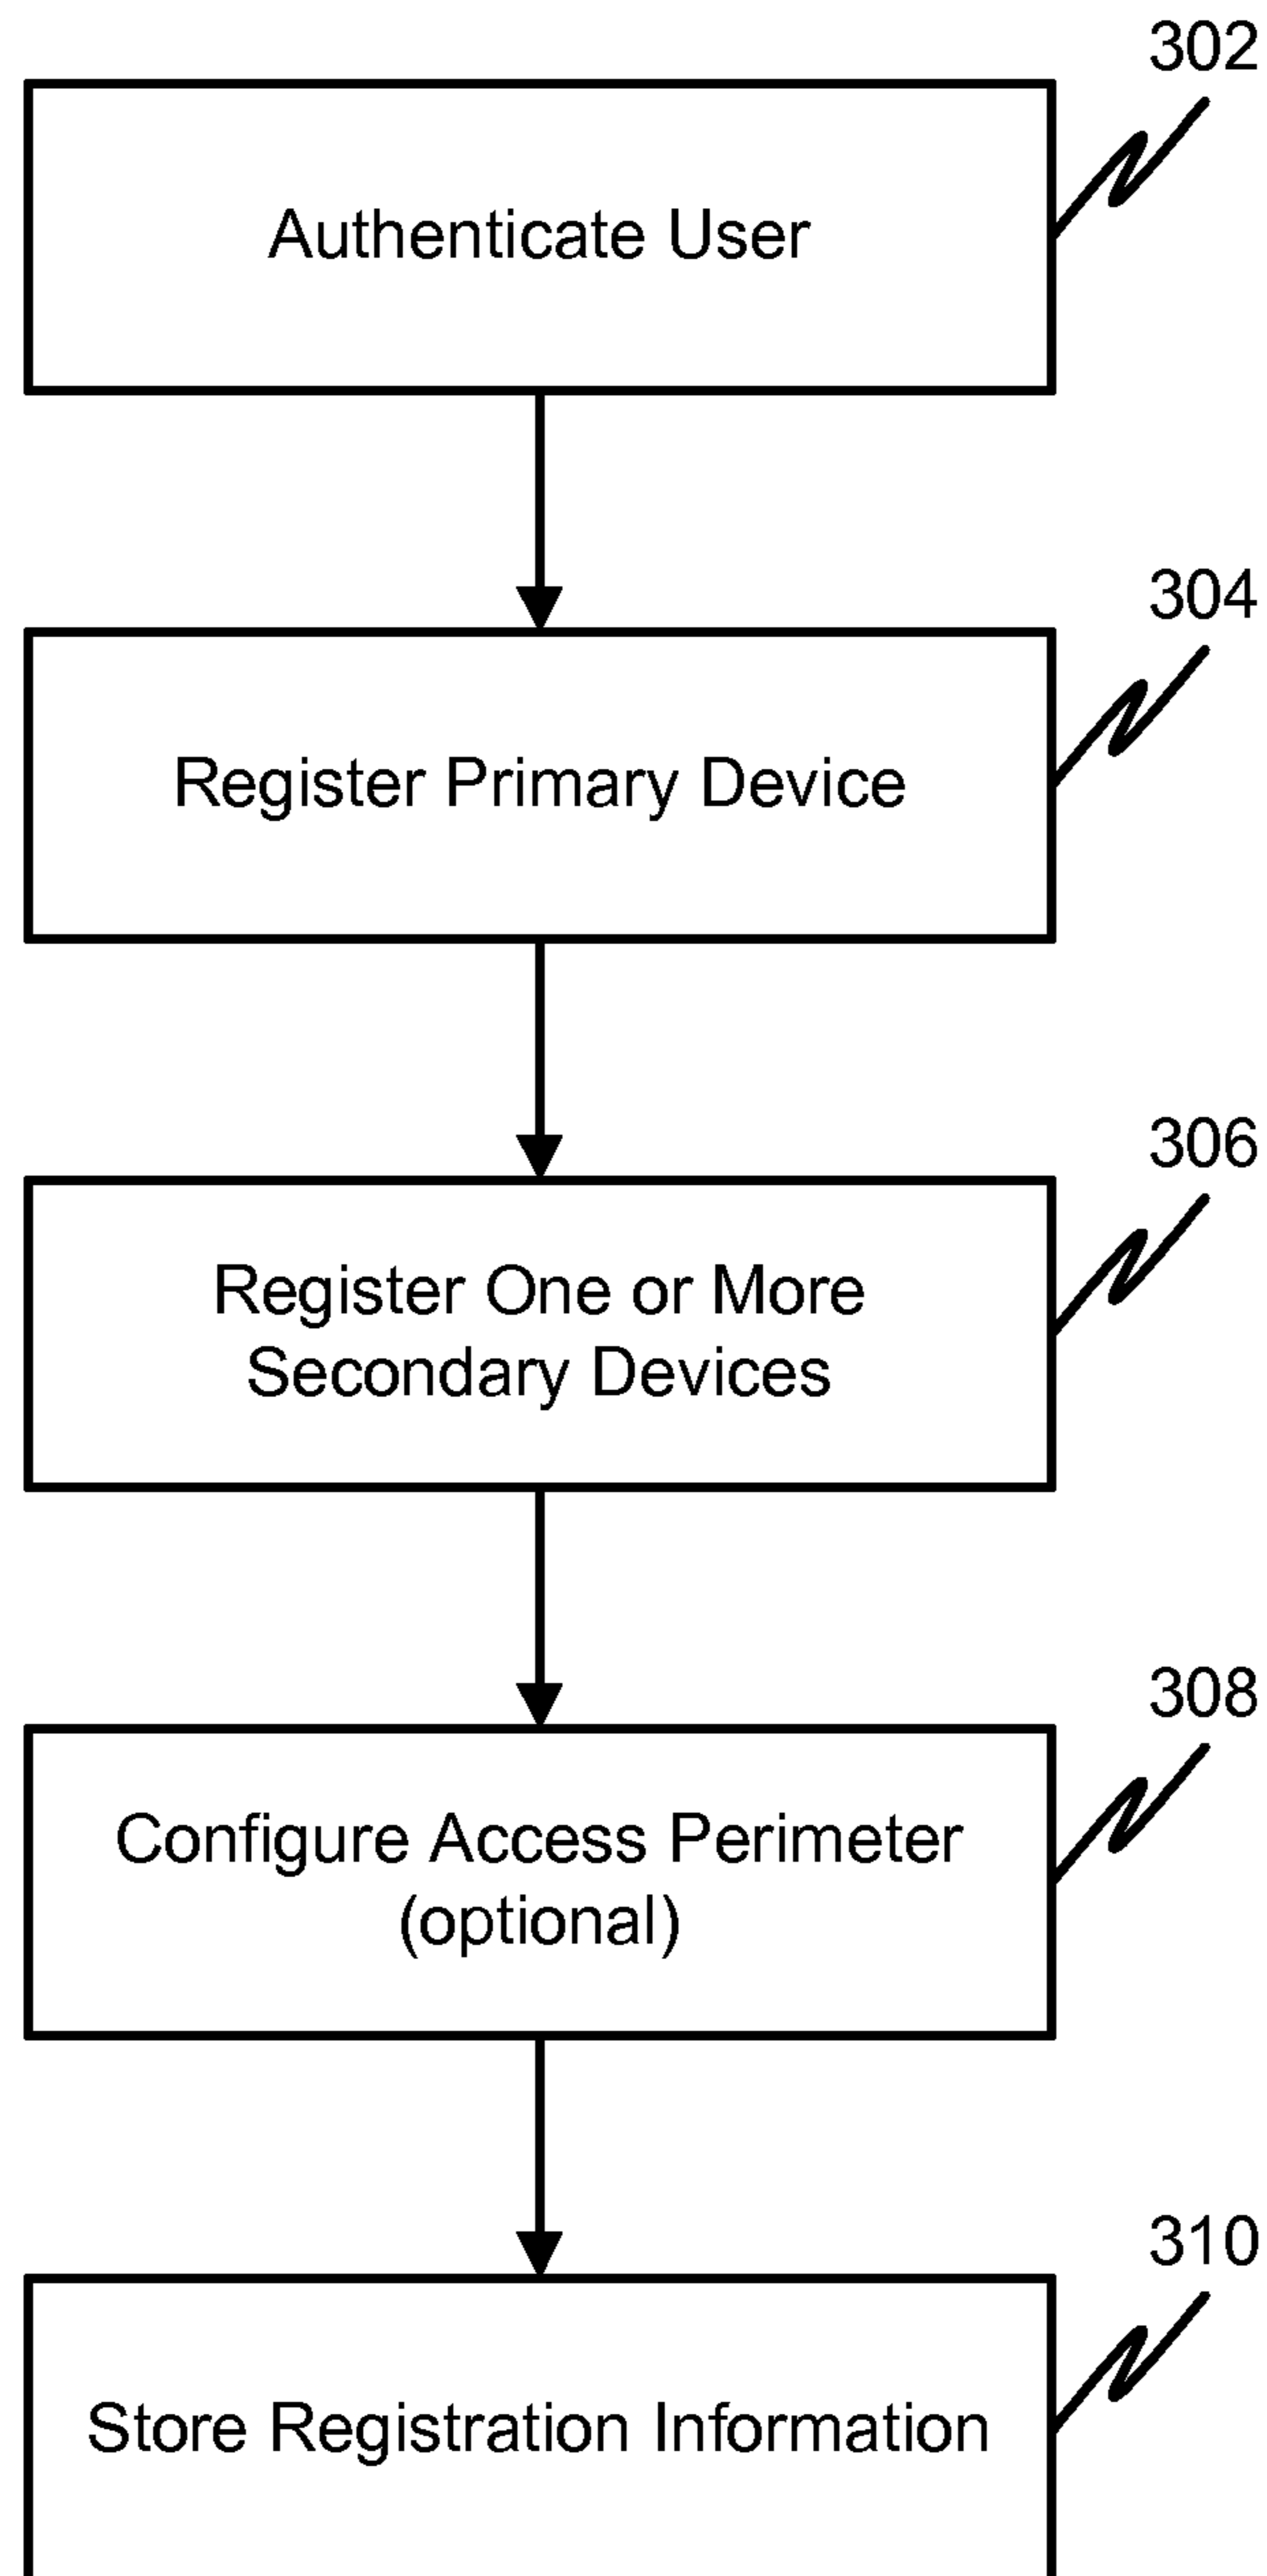 302
Authenticate User
304
Register Primary Device
306
Register One or More
Secondary Devices
308
Configure Access Perimeter
(optional)
310
Store Registration Information